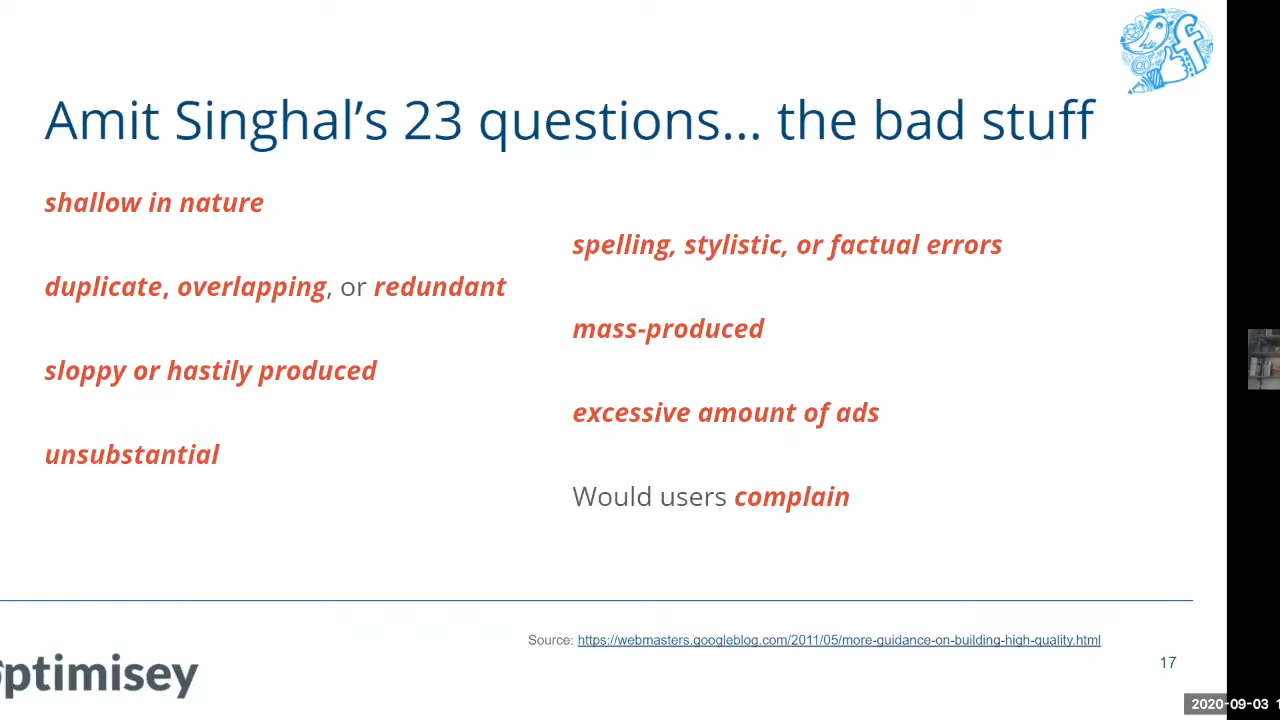 Amit Singhal's 23 questions... the bad stuff
shallow in nature
spelling, stylistic, or factual errors
duplicate, overlapping, or redundant
mass-produced
sloppy or hastily produced
excessive amount of ads
unsubstantial
Would users complain
Source: https://webmasters.googleblog.com/2011/05/more-guidance-on-building-high-quality.html
17
optimisey
2020-09-03